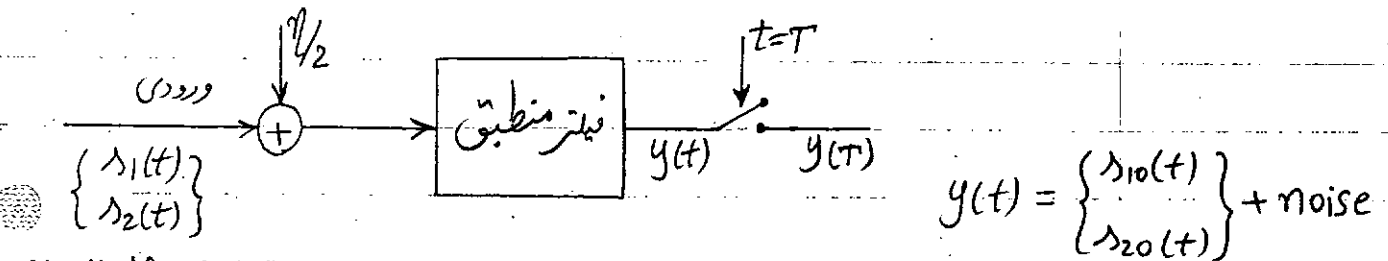 η/2
t=T
ورودی
+
فیلتر منطبق
y(t)
y(T)
{ s₁(t)
s₂(t) }
y(t) = { s₁₀(t)
s₂₀(t) } + noise